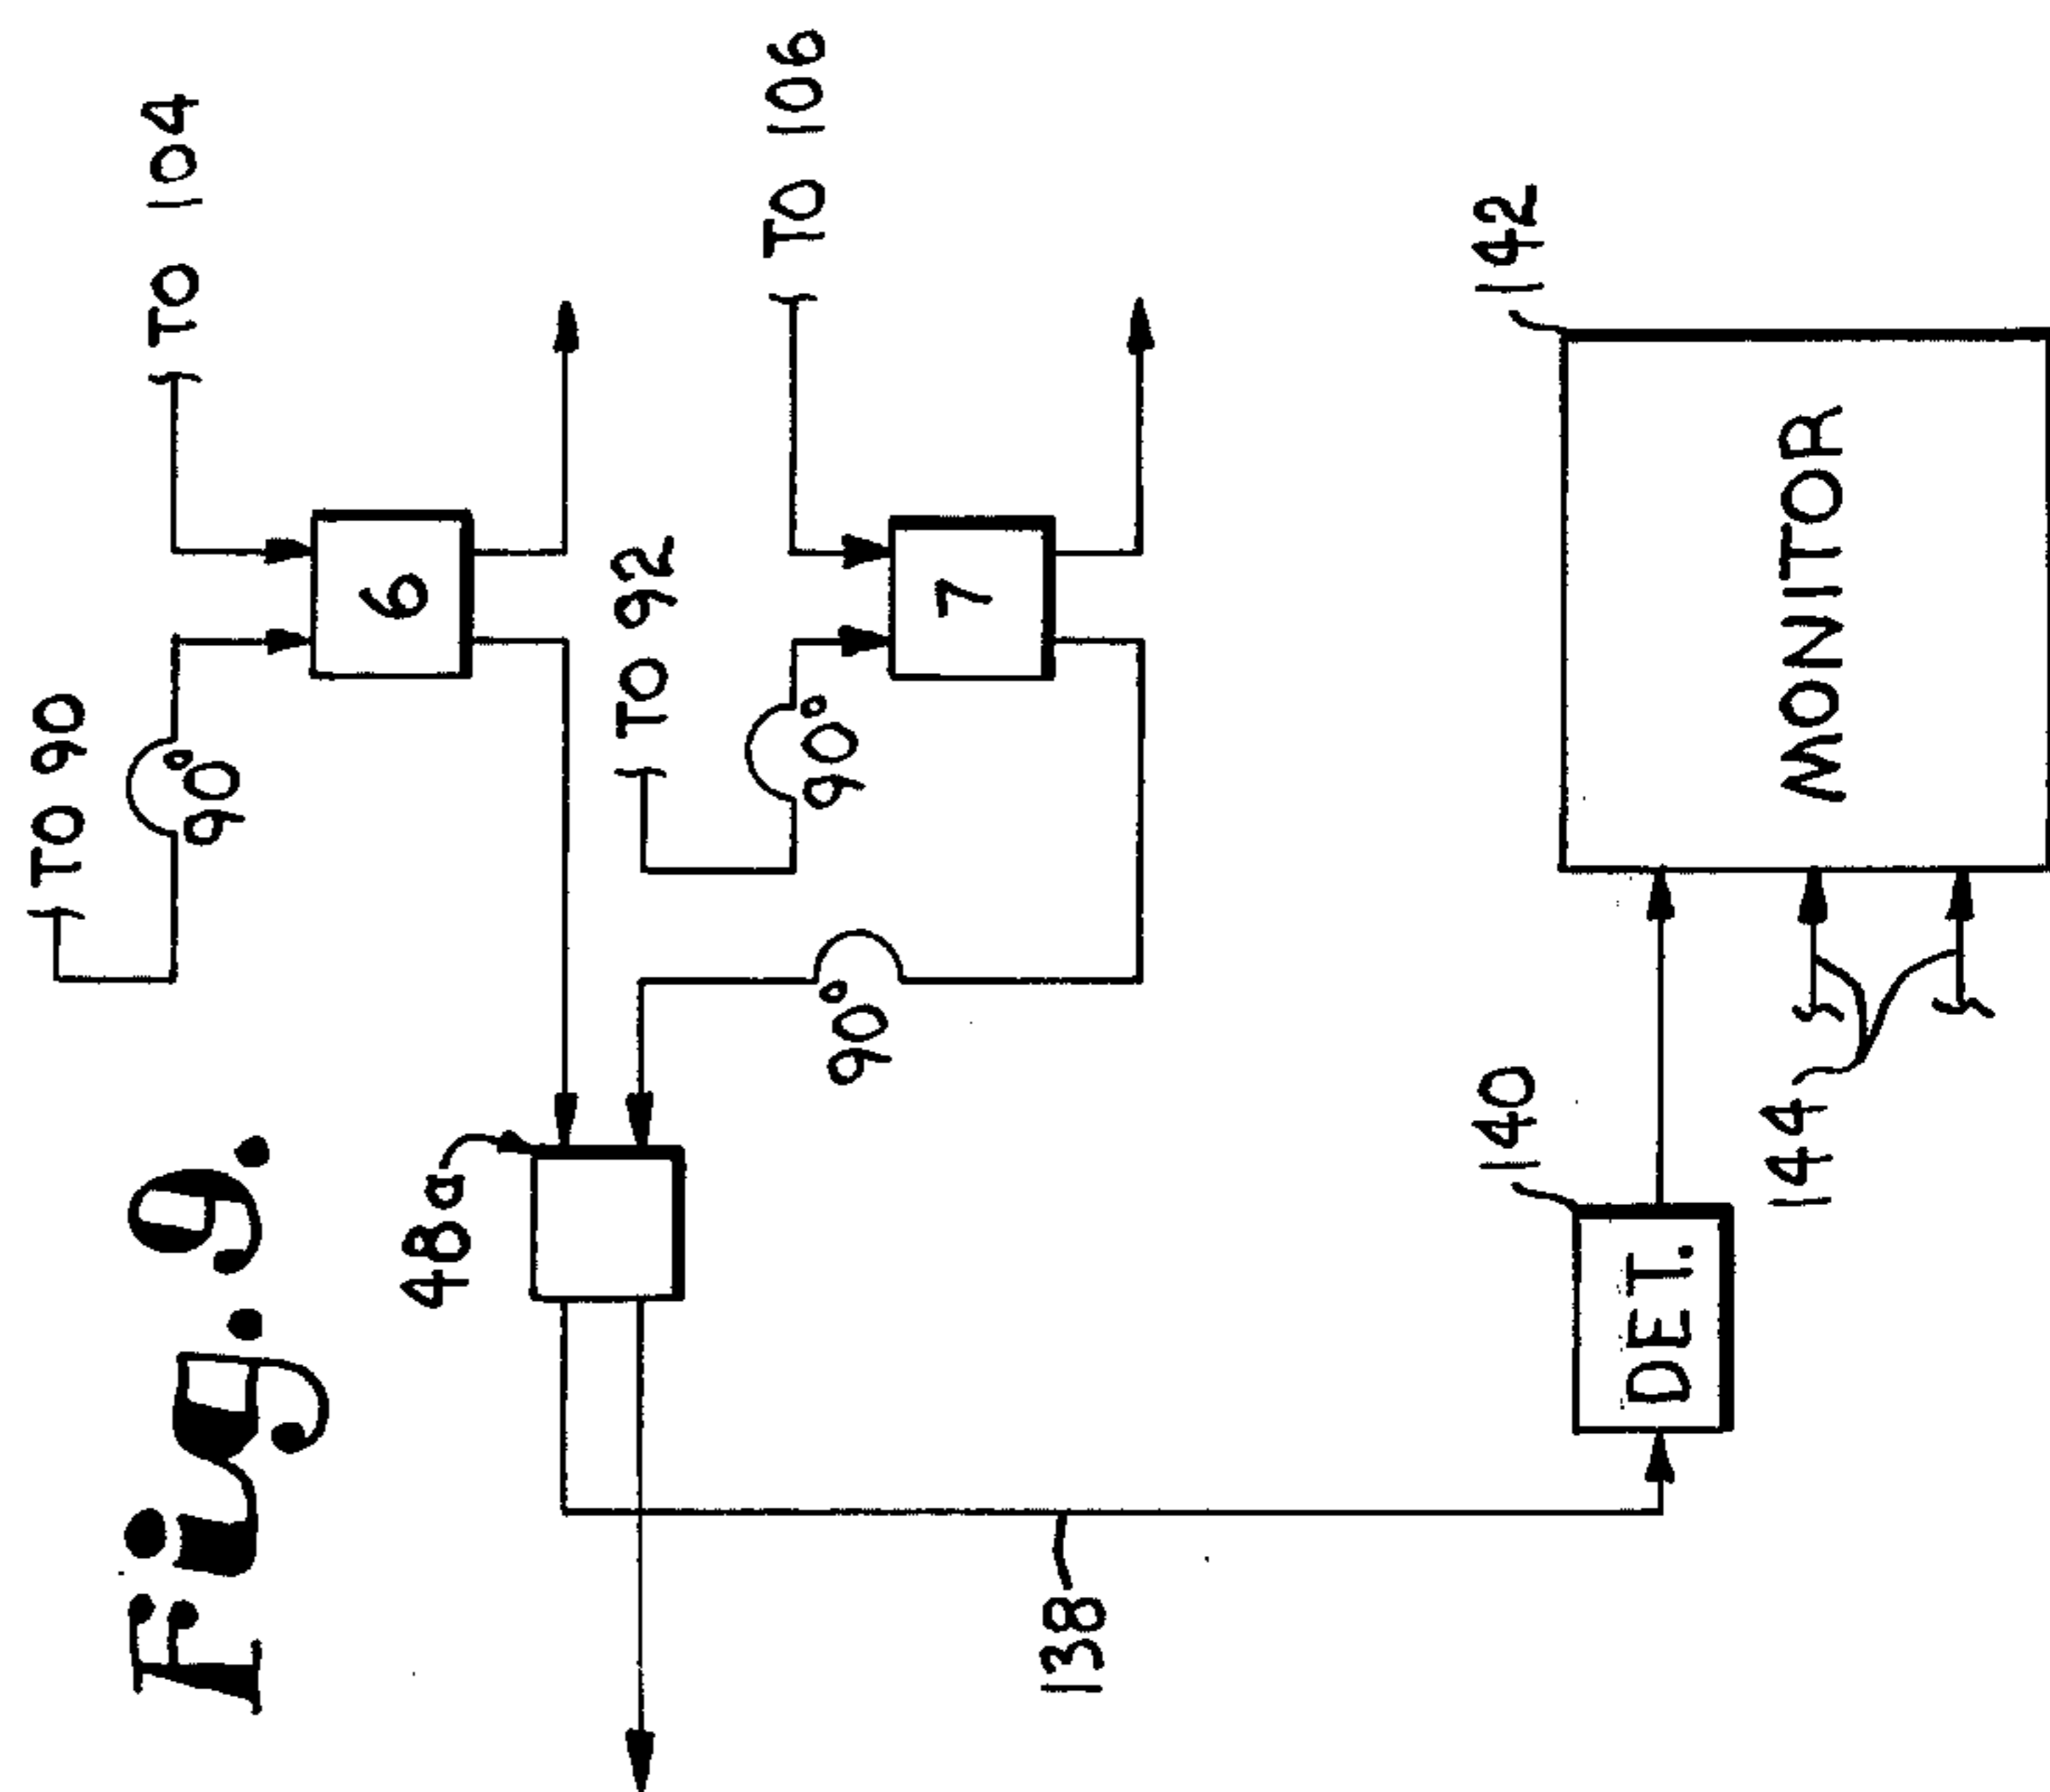 Fig. 9.
TO 90
90°
TO 104
6
TO 92
90°
TO 106
7
90°
48a
138
140
DET.
144
142
MONITOR